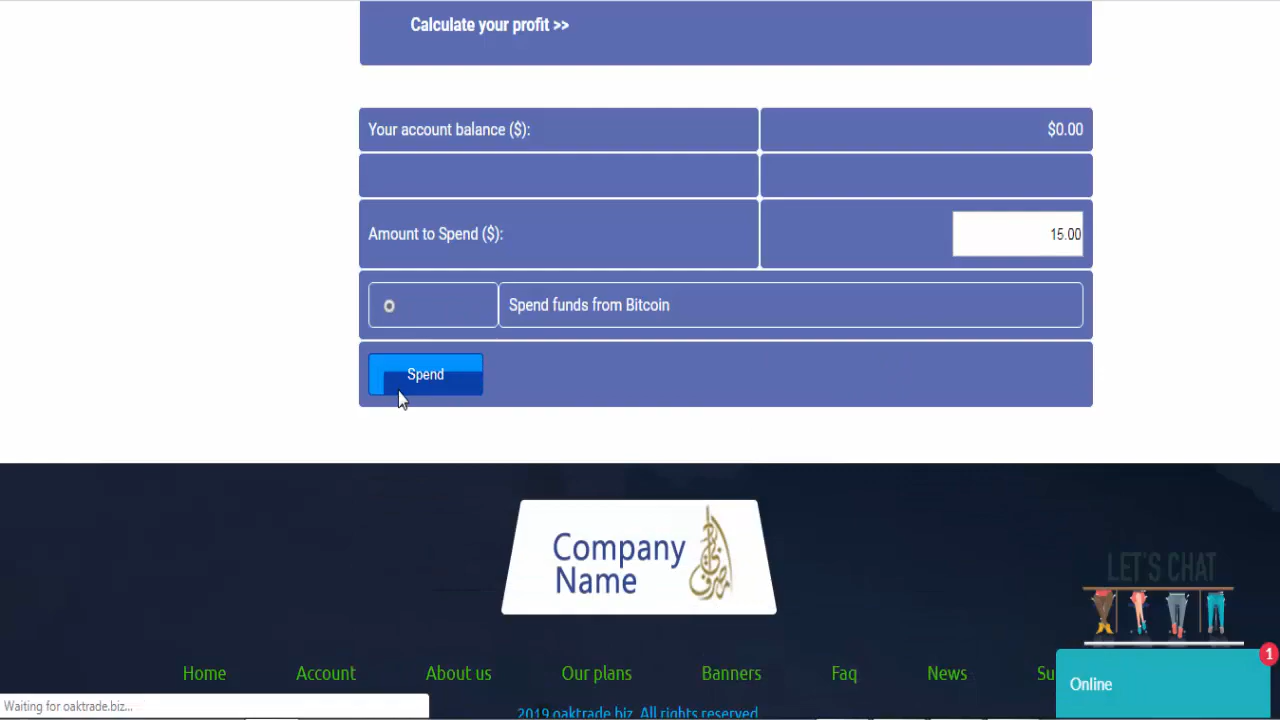 Calculate your profit >>
Your account balance ($): $0.00
Amount to Spend ($): 15.00
Spend funds from Bitcoin
Spend
Company
Name
LET'S CHAT
Home Account About us Our plans Banners Faq News Su
1
Online
Waiting for oaktrade.biz...
2019 oaktrade.biz. All rights reserved